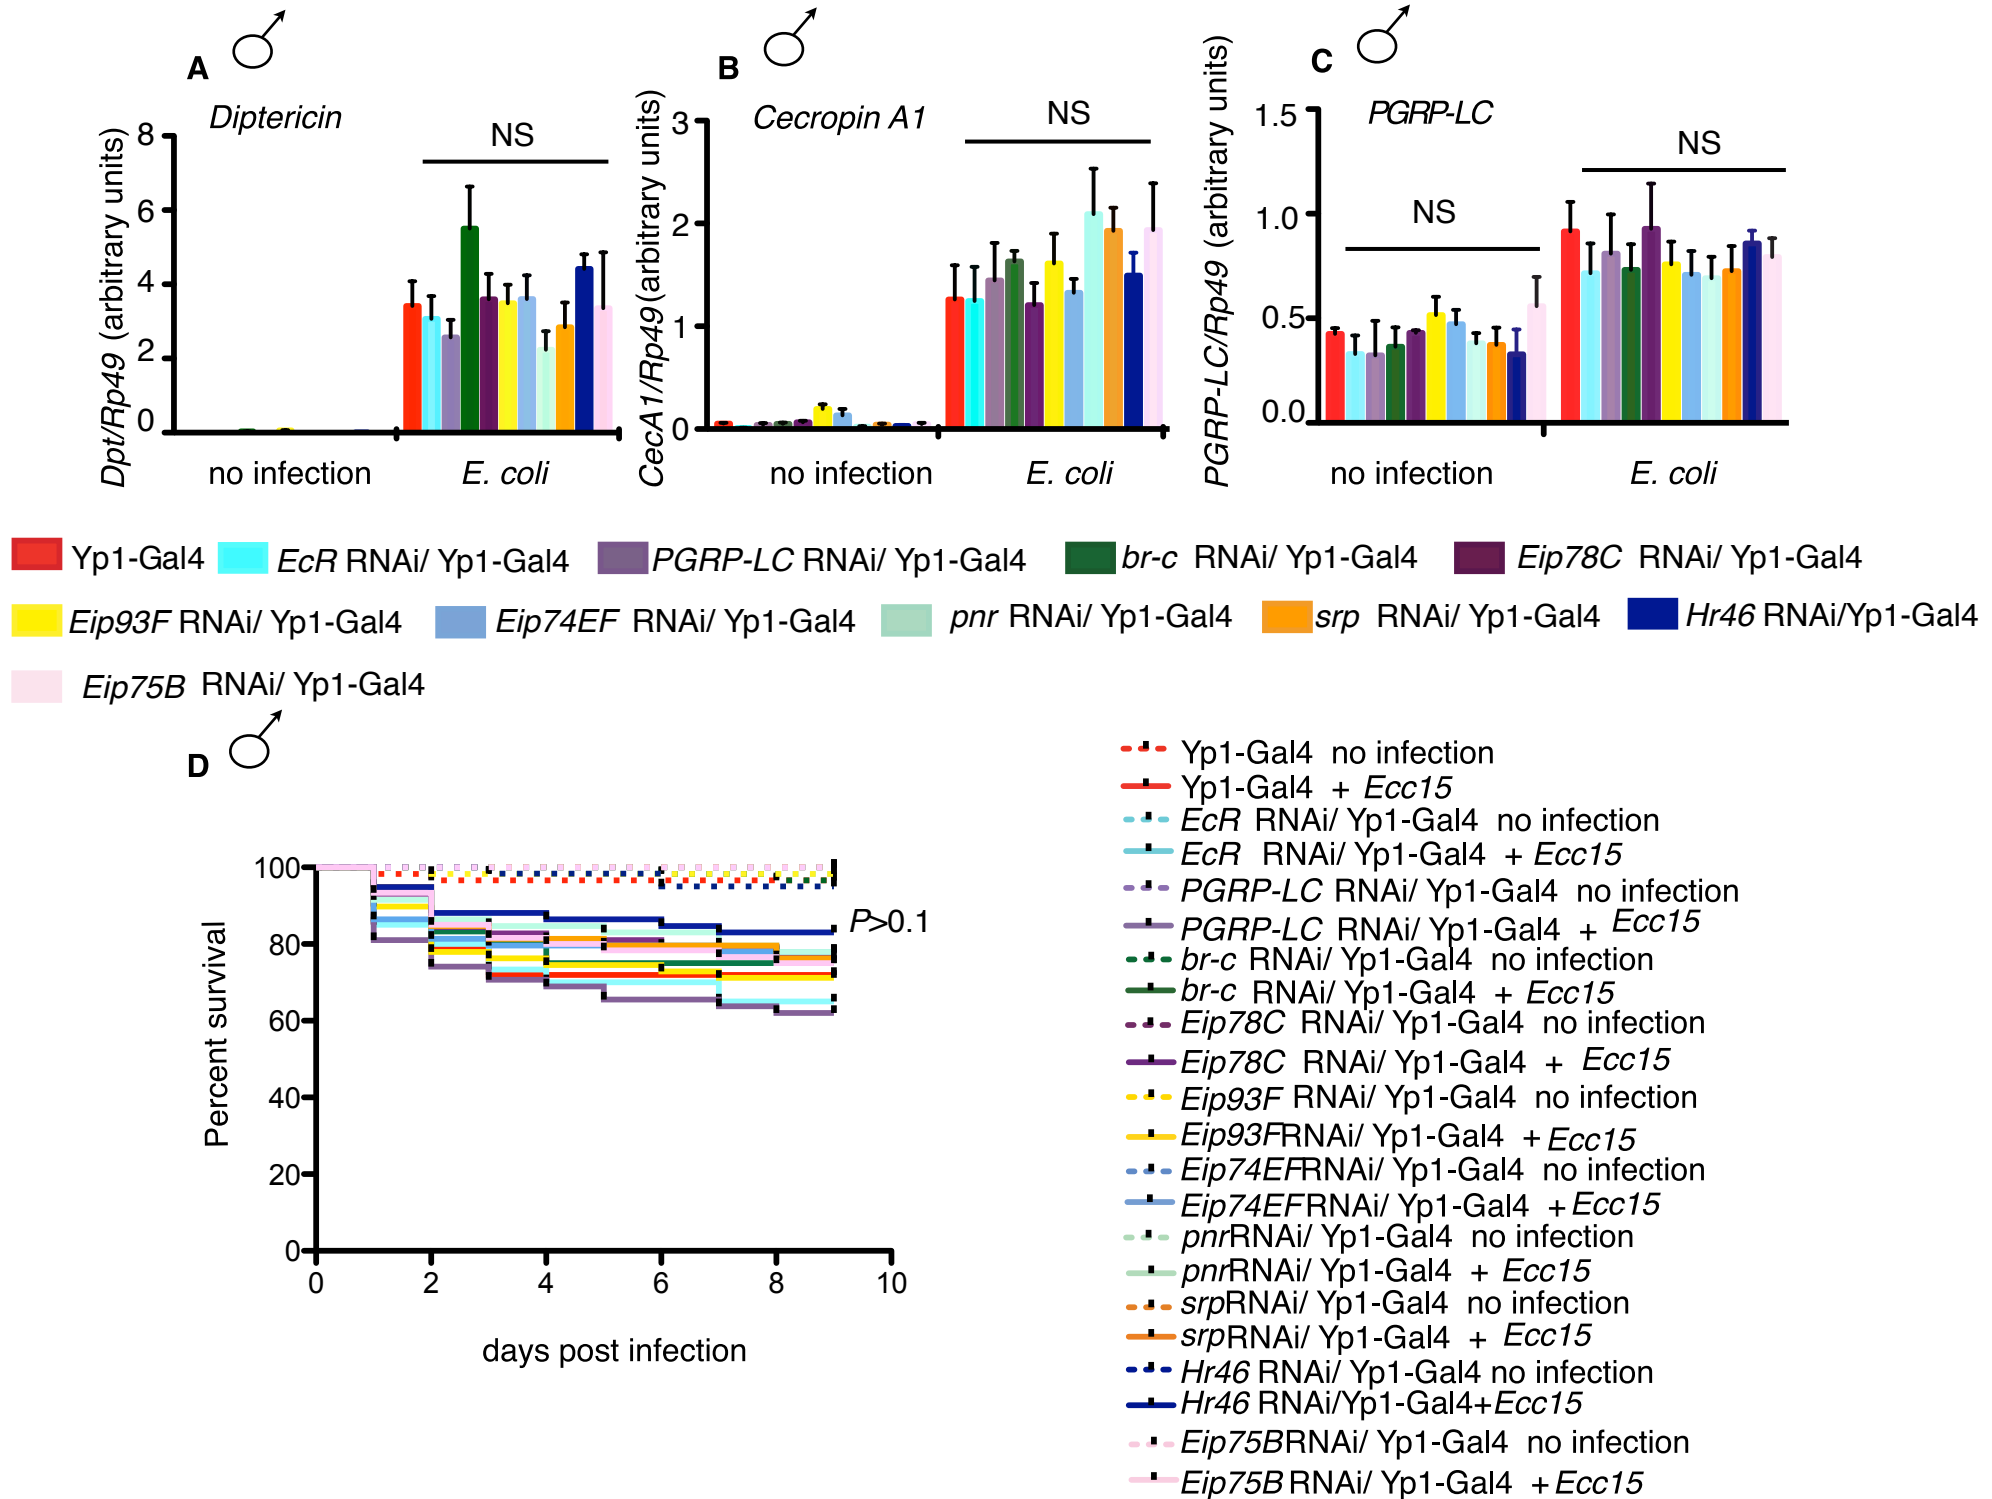 A
B
C
Diptericin
NS
Dpt/Rp49 (arbitrary units)
8
6
4
2
0
no infection
E. coli
Cecropin A1
NS
CecA1/Rp49 (arbitrary units)
3
2
1
0
no infection
E. coli
PGRP-LC
NS
NS
PGRP-LC/Rp49 (arbitrary units)
1.5
1.0
0.5
0.0
no infection
E. coli
Yp1-Gal4 EcR RNAi/ Yp1-Gal4 PGRP-LC RNAi/ Yp1-Gal4 br-c RNAi/ Yp1-Gal4 Eip78C RNAi/ Yp1-Gal4
Eip93F RNAi/ Yp1-Gal4 Eip74EF RNAi/ Yp1-Gal4 pnr RNAi/ Yp1-Gal4 srp RNAi/ Yp1-Gal4 Hr46 RNAi/Yp1-Gal4
Eip75B RNAi/ Yp1-Gal4
D
Percent survival
100
80
60
40
20
0
0 2 4 6 8 10
days post infection
P>0.1
Yp1-Gal4 no infection
Yp1-Gal4 + Ecc15
EcR RNAi/ Yp1-Gal4 no infection
EcR RNAi/ Yp1-Gal4 + Ecc15
PGRP-LC RNAi/ Yp1-Gal4 no infection
PGRP-LC RNAi/ Yp1-Gal4 + Ecc15
br-c RNAi/ Yp1-Gal4 no infection
br-c RNAi/ Yp1-Gal4 + Ecc15
Eip78C RNAi/ Yp1-Gal4 no infection
Eip78C RNAi/ Yp1-Gal4 + Ecc15
Eip93F RNAi/ Yp1-Gal4 no infection
Eip93FRNAi/ Yp1-Gal4 + Ecc15
Eip74EFRNAi/ Yp1-Gal4 no infection
Eip74EFRNAi/ Yp1-Gal4 + Ecc15
pnrRNAi/ Yp1-Gal4 no infection
pnrRNAi/ Yp1-Gal4 + Ecc15
srpRNAi/ Yp1-Gal4 no infection
srpRNAi/ Yp1-Gal4 + Ecc15
Hr46 RNAi/ Yp1-Gal4 no infection
Hr46 RNAi/Yp1-Gal4+Ecc15
Eip75BRNAi/ Yp1-Gal4 no infection
Eip75B RNAi/ Yp1-Gal4 + Ecc15